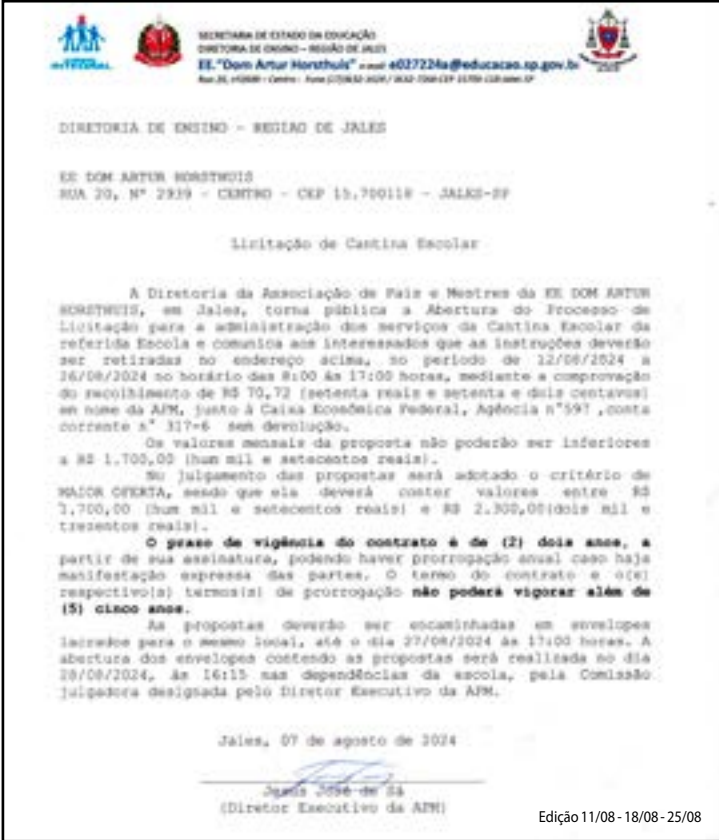 SECRETARIA DE ESTADO DA EDUCAÇÃO
DIRETORIA DE ENSINO – REGIÃO DE JALES
EE. "Dom Artur Horsthuis" e-mail: e027224a@educacao.sp.gov.br
DIRETORIA DE ENSINO - REGIAO DE JALES
EE DOM ARTUR HORSTHUIS
RUA 20, Nº 2939 - CENTRO - CEP 15.700118 - JALES-SP
Licitação de Cantina Escolar
A Diretoria da Associação de Pais e Mestres da EE DOM ARTUR
HORSTHUIS, em Jales, torna pública a Abertura do Processo de
Licitação para a administração dos serviços da Cantina Escolar da
referida Escola e comunica aos interessados que as instruções deverão
ser retiradas no endereço acima, no período de 12/08/2024 a
26/08/2024 no horário das 8:00 às 17:00 horas, mediante a comprovação
do recolhimento de R$ 70,72 (setenta reais e setenta e dois centavos)
em nome da APM, junto à Caixa Econômica Federal, Agência n°597 ,conta
corrente n° 317-6 sem devolução.
Os valores mensais da proposta não poderão ser inferiores
a R$ 1.700,00 (hum mil e setecentos reais).
No julgamento das propostas será adotado o critério de
MAIOR OFERTA, sendo que ela deverá conter valores entre R$
1.700,00 (hum mil e setecentos reais) e R$ 2.300,00(dois mil e
trezentos reais).
O prazo de vigência do contrato é de (2) dois anos, a
partir de sua assinatura, podendo haver prorrogação anual caso haja
manifestação expressa das partes. O termo do contrato e o(s)
respectivo(s) termos(s) de prorrogação não poderá vigorar além de
(5) cinco anos.
As propostas deverão ser encaminhadas em envelopes
lacrados para o mesmo local, até o dia 27/08/2024 às 17:00 horas. A
abertura dos envelopes contendo as propostas será realizada no dia
28/08/2024, às 16:15 nas dependências da escola, pela Comissão
julgadora designada pelo Diretor Executivo da APM.
Jales, 07 de agosto de 2024
Jesus José de Sá
(Diretor Executivo da APM)
Edição 11/08 - 18/08 - 25/08